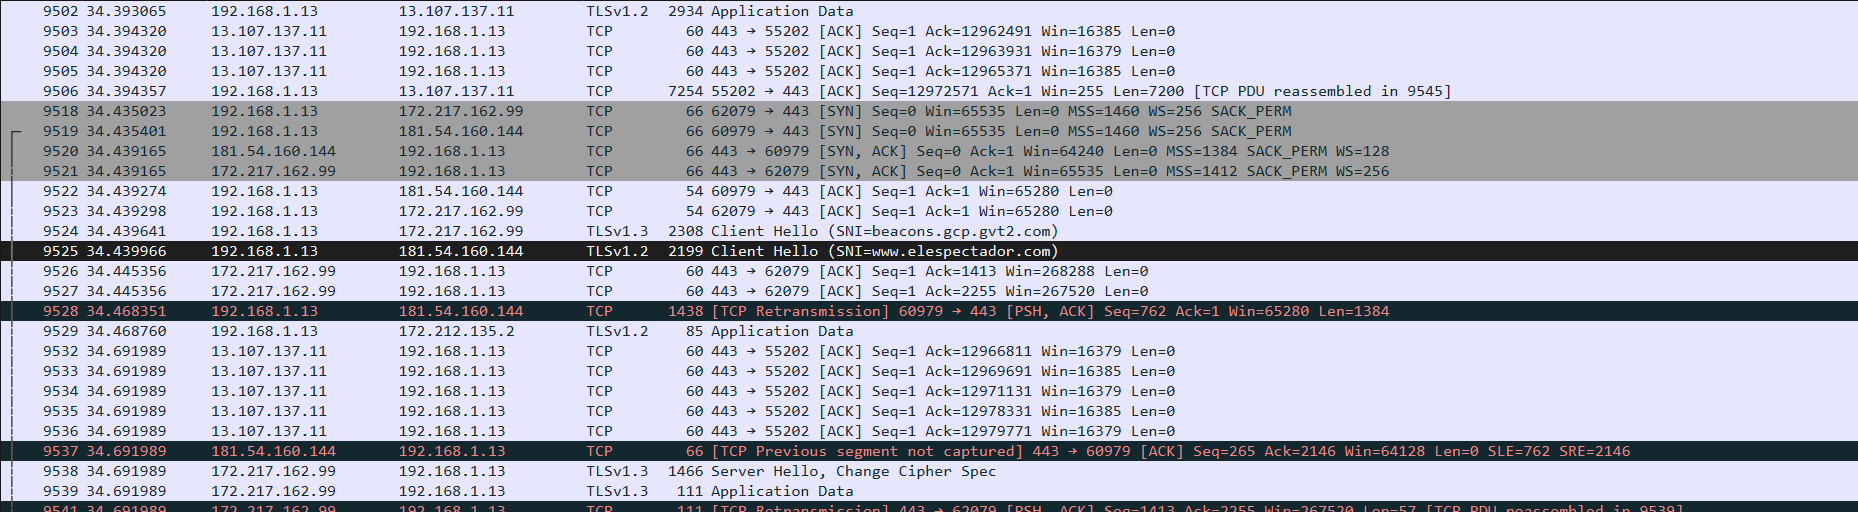 9502 34.393065 192.168.1.13 13.107.137.11 TLSv1.2 2934 Application Data
9503 34.394320 13.107.137.11 192.168.1.13 TCP 60 443 → 55202 [ACK] Seq=1 Ack=12962491 Win=16385 Len=0
9504 34.394320 13.107.137.11 192.168.1.13 TCP 60 443 → 55202 [ACK] Seq=1 Ack=12963931 Win=16379 Len=0
9505 34.394320 13.107.137.11 192.168.1.13 TCP 60 443 → 55202 [ACK] Seq=1 Ack=12965371 Win=16385 Len=0
9506 34.394357 192.168.1.13 13.107.137.11 TCP 7254 55202 → 443 [ACK] Seq=12972571 Ack=1 Win=255 Len=7200 [TCP PDU reassembled in 9545]
9518 34.435023 192.168.1.13 172.217.162.99 TCP 66 62079 → 443 [SYN] Seq=0 Win=65535 Len=0 MSS=1460 WS=256 SACK_PERM
9519 34.435401 192.168.1.13 181.54.160.144 TCP 66 60979 → 443 [SYN] Seq=0 Win=65535 Len=0 MSS=1460 WS=256 SACK_PERM
9520 34.439165 181.54.160.144 192.168.1.13 TCP 66 443 → 60979 [SYN, ACK] Seq=0 Ack=1 Win=64240 Len=0 MSS=1384 SACK_PERM WS=128
9521 34.439165 172.217.162.99 192.168.1.13 TCP 66 443 → 62079 [SYN, ACK] Seq=0 Ack=1 Win=65535 Len=0 MSS=1412 SACK_PERM WS=256
9522 34.439274 192.168.1.13 181.54.160.144 TCP 54 60979 → 443 [ACK] Seq=1 Ack=1 Win=65280 Len=0
9523 34.439298 192.168.1.13 172.217.162.99 TCP 54 62079 → 443 [ACK] Seq=1 Ack=1 Win=65280 Len=0
9524 34.439641 192.168.1.13 172.217.162.99 TLSv1.3 2308 Client Hello (SNI=beacons.gcp.gvt2.com)
9525 34.439966 192.168.1.13 181.54.160.144 TLSv1.2 2199 Client Hello (SNI=www.elespectador.com)
9526 34.445356 172.217.162.99 192.168.1.13 TCP 60 443 → 62079 [ACK] Seq=1 Ack=1413 Win=268288 Len=0
9527 34.445356 172.217.162.99 192.168.1.13 TCP 60 443 → 62079 [ACK] Seq=1 Ack=2255 Win=267520 Len=0
9528 34.468351 192.168.1.13 181.54.160.144 TCP 1438 [TCP Retransmission] 60979 → 443 [PSH, ACK] Seq=762 Ack=1 Win=65280 Len=1384
9529 34.468760 192.168.1.13 172.212.135.2 TLSv1.2 85 Application Data
9532 34.691989 13.107.137.11 192.168.1.13 TCP 60 443 → 55202 [ACK] Seq=1 Ack=12966811 Win=16379 Len=0
9533 34.691989 13.107.137.11 192.168.1.13 TCP 60 443 → 55202 [ACK] Seq=1 Ack=12969691 Win=16385 Len=0
9534 34.691989 13.107.137.11 192.168.1.13 TCP 60 443 → 55202 [ACK] Seq=1 Ack=12971131 Win=16379 Len=0
9535 34.691989 13.107.137.11 192.168.1.13 TCP 60 443 → 55202 [ACK] Seq=1 Ack=12978331 Win=16385 Len=0
9536 34.691989 13.107.137.11 192.168.1.13 TCP 60 443 → 55202 [ACK] Seq=1 Ack=12979771 Win=16379 Len=0
9537 34.691989 181.54.160.144 192.168.1.13 TCP 66 [TCP Previous segment not captured] 443 → 60979 [ACK] Seq=265 Ack=2146 Win=64128 Len=0 SLE=762 SRE=2146
9538 34.691989 172.217.162.99 192.168.1.13 TLSv1.3 1466 Server Hello, Change Cipher Spec
9539 34.691989 172.217.162.99 192.168.1.13 TLSv1.3 111 Application Data
9541 34.691989 172.217.162.99 192.168.1.13 TCP 111 [TCP Retransmission] 443 → 62079 [PSH, ACK] Seq=1413 Ack=2255 Win=267520 Len=57 [TCP PDU reassembled in 9539]